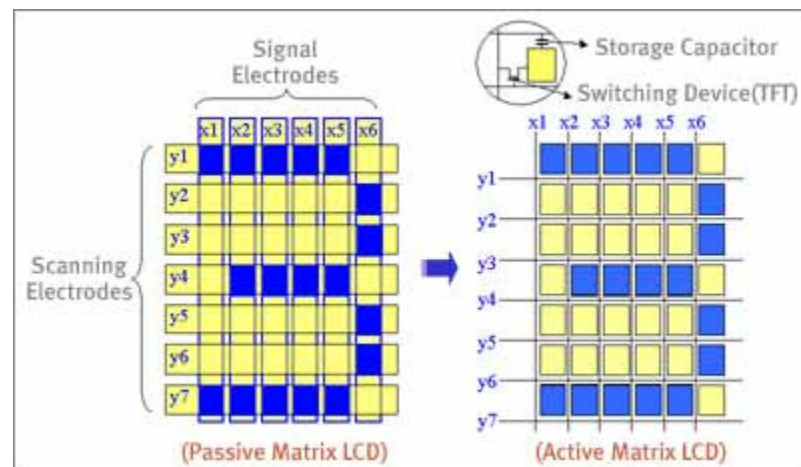 Signal
Electrodes
Storage Capacitor
Switching Device(TFT)
x1 x2 x3 x4 x5 x6
x1 x2 x3 x4 x5 x6
Scanning
Electrodes
y1
y2
y3
y4
y5
y6
y7
y1
y2
y3
y4
y5
y6
y7
(Passive Matrix LCD)
(Active Matrix LCD)